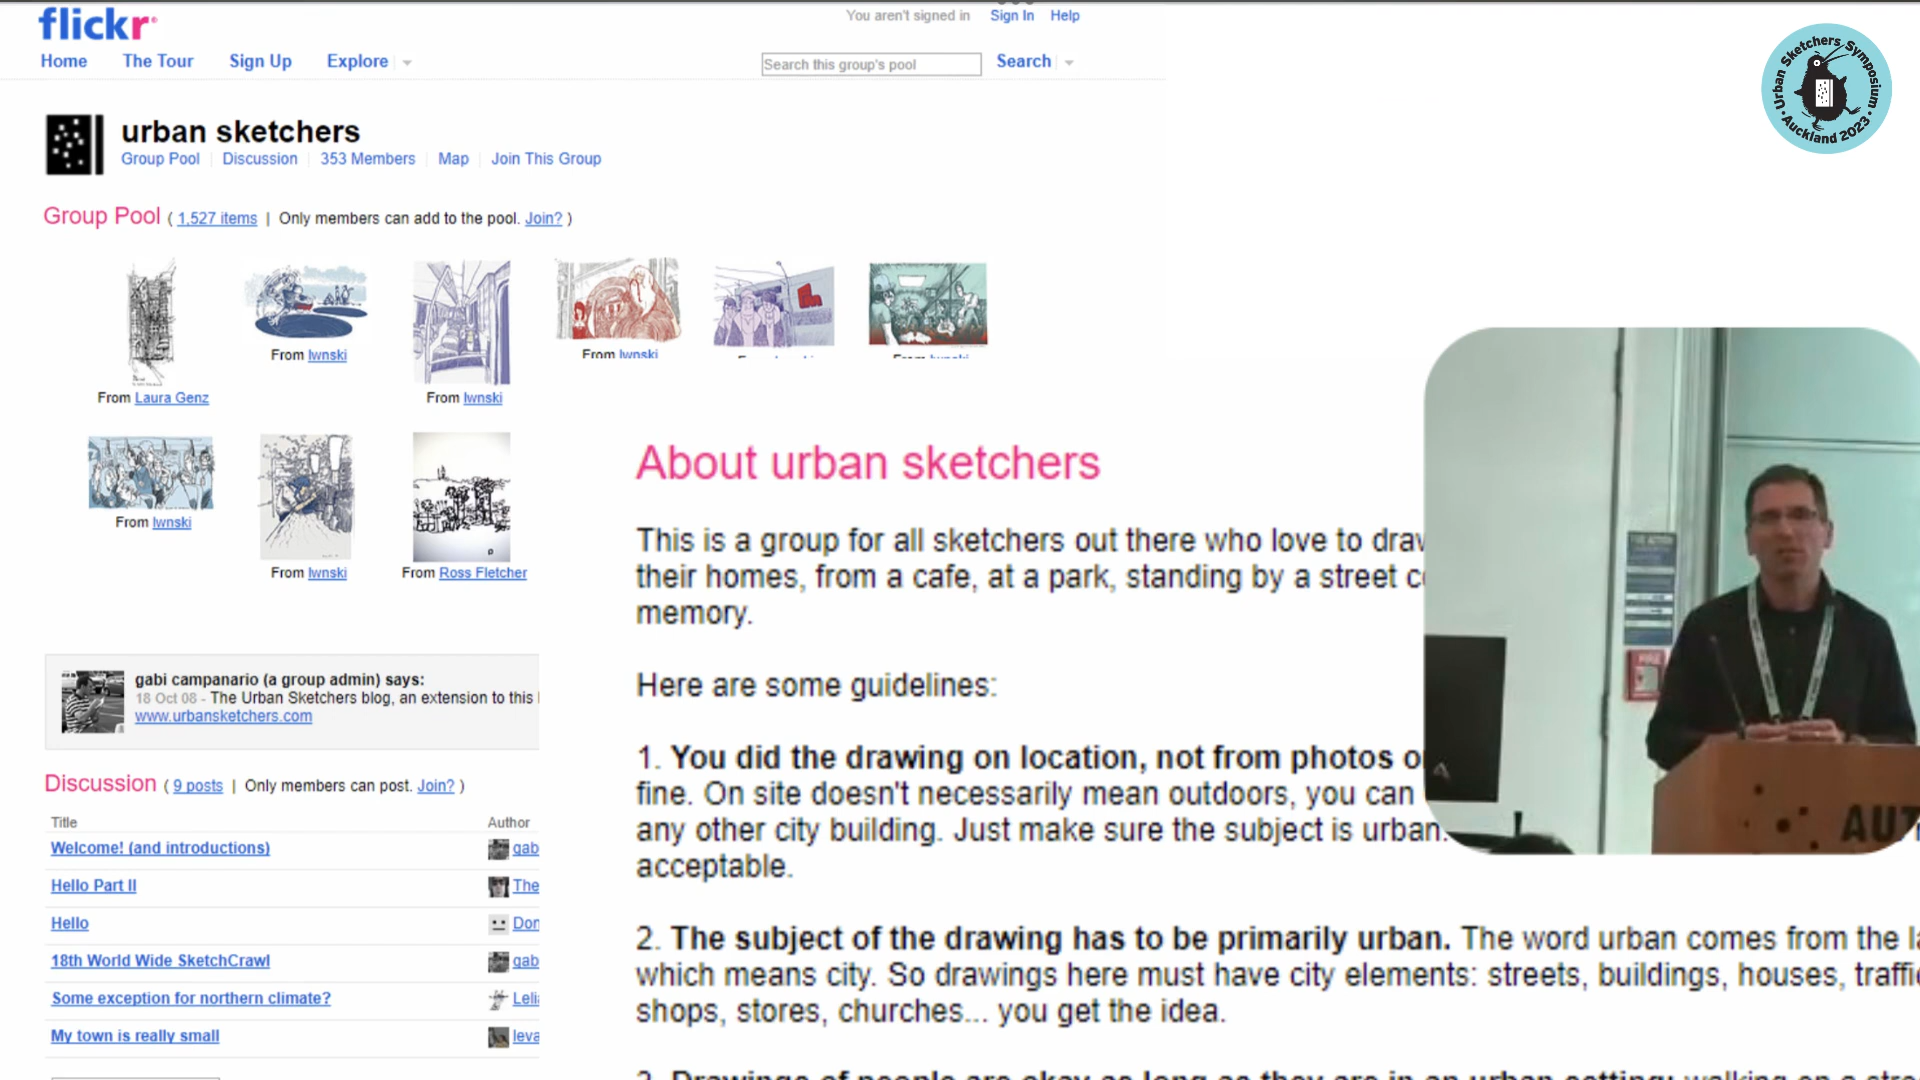 flickr
You aren't signed in Sign In Help
Home The Tour Sign Up Explore
Search this group's pool Search
Urban Sketchers Symposium
Auckland 2023
urban sketchers
Group Pool Discussion 353 Members Map Join This Group
Group Pool ( 1,527 items | Only members can add to the pool. Join? )
From lwnski
From lwnski
From Laura Genz
From lwnski
From lwnski
From lwnski
From Ross Fletcher
gabi campanario (a group admin) says:
18 Oct 08 - The Urban Sketchers blog, an extension to this
www.urbansketchers.com
Discussion ( 9 posts | Only members can post. Join? )
Title Author
Welcome! (and introductions) gab
Hello Part II The
Hello Don
18th World Wide SketchCrawl gab
Some exception for northern climate? Leli
My town is really small leva
About urban sketchers
This is a group for all sketchers out there who love to draw
their homes, from a cafe, at a park, standing by a street
memory.
Here are some guidelines:
1. You did the drawing on location, not from photos
fine. On site doesn't necessarily mean outdoors, you can
any other city building. Just make sure the subject is urban.
acceptable.
2. The subject of the drawing has to be primarily urban. The word urban comes from the
which means city. So drawings here must have city elements: streets, buildings, houses,
shops, stores, churches... you get the idea.
AUT